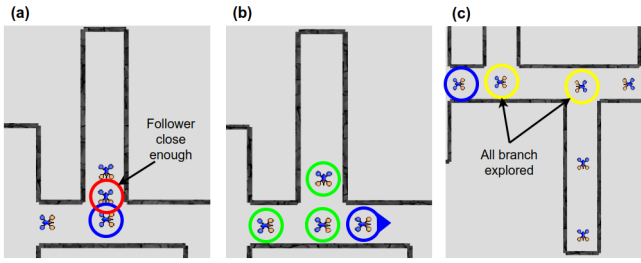 (a)
(b)
(c)
Follower
close
enough
All branch
explored